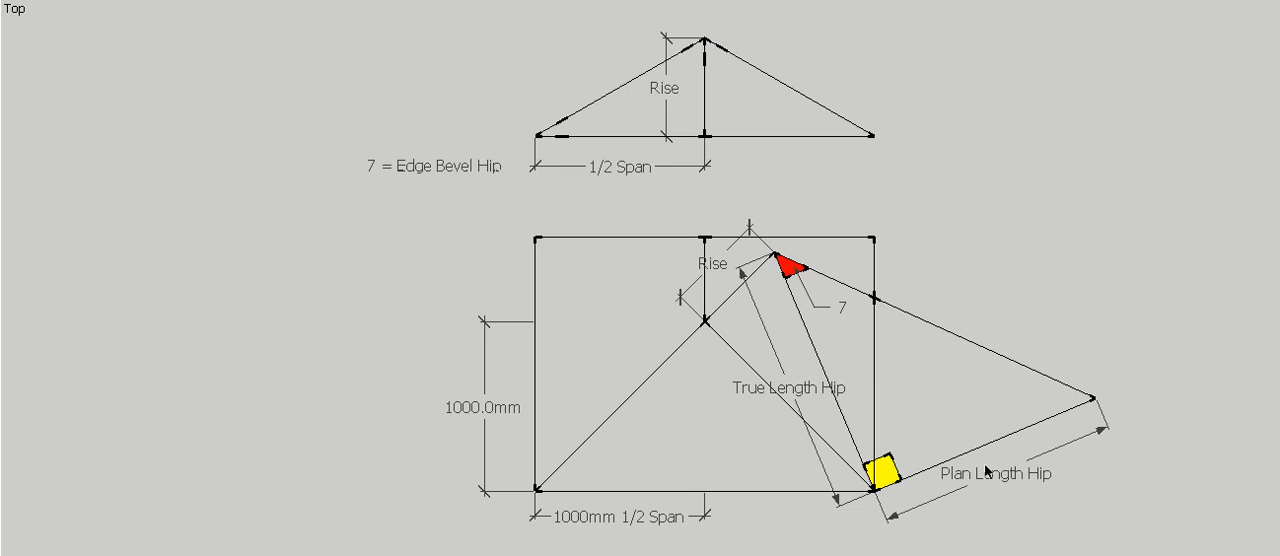 Top
Rise
7 = Edge Bevel Hip
1/2 Span
Rise
7
True Length Hip
1000.0mm
Plan Length Hip
1000mm 1/2 Span